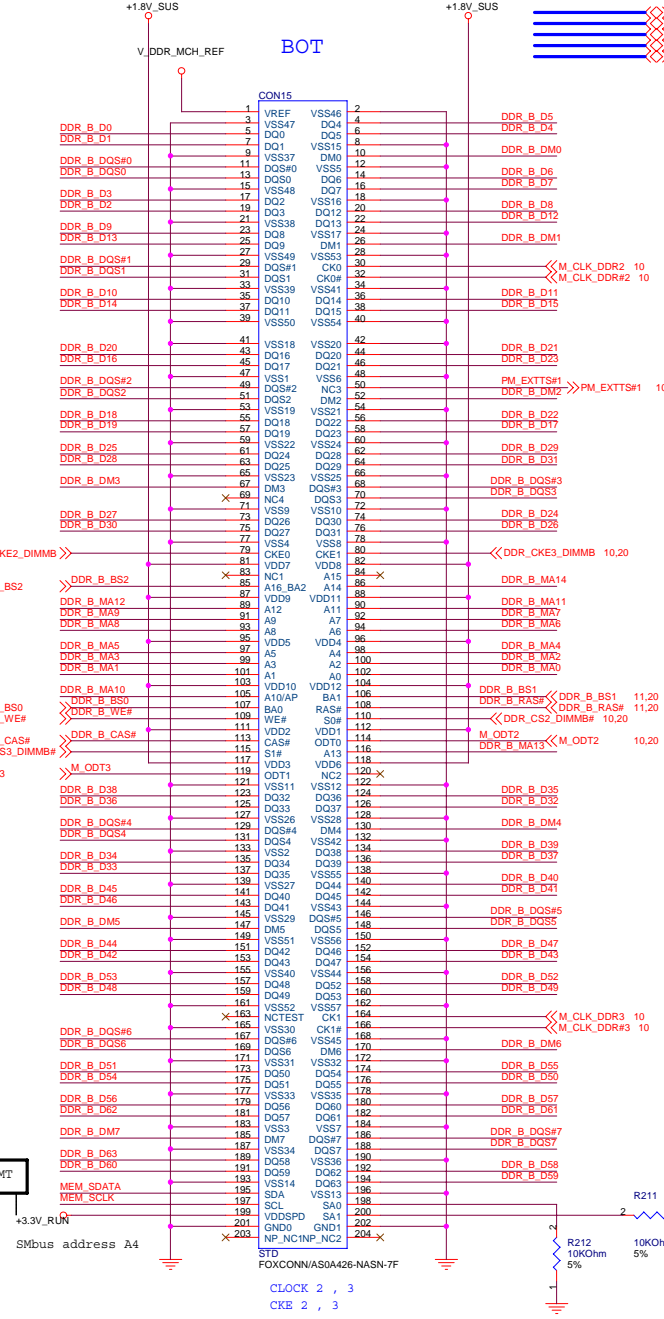 +1.8V_SUS +1.8V_SUS
V_DDR_MCH_REF
BOT
CON15
1 VREF VSS46 2
3 VSS47 DQ4 4 DDR_B_D5
DDR_B_D0 5 DQ0 DQ5 6 DDR_B_D4
DDR_B_D1 7 DQ1 VSS15 8
9 VSS37 DM0 10 DDR_B_DM0
DDR_B_DQS#0 11 DQS#0 VSS5 12
DDR_B_DQS0 13 DQS0 DQ6 14 DDR_B_D6
15 VSS48 DQ7 16 DDR_B_D7
DDR_B_D3 17 DQ2 VSS16 18
DDR_B_D2 19 DQ3 DQ12 20 DDR_B_D8
21 VSS38 DQ13 22 DDR_B_D12
DDR_B_D9 23 DQ8 VSS17 24
DDR_B_D13 25 DQ9 DM1 26 DDR_B_DM1
27 VSS49 VSS53 28
DDR_B_DQS#1 29 DQS#1 CK0 30 M_CLK_DDR2 10
DDR_B_DQS1 31 DQS1 CK0# 32 M_CLK_DDR#2 10
33 VSS39 VSS41 34
DDR_B_D10 35 DQ10 DQ14 36 DDR_B_D11
DDR_B_D14 37 DQ11 DQ15 38 DDR_B_D15
39 VSS50 VSS54 40
41 VSS18 VSS20 42
DDR_B_D20 43 DQ16 DQ20 44 DDR_B_D21
DDR_B_D16 45 DQ17 DQ21 46 DDR_B_D23
47 VSS1 VSS6 48
DDR_B_DQS#2 49 DQS#2 NC3 50 PM_EXTTS#1 PM_EXTTS#1
DDR_B_DQS2 51 DQS2 DM2 52 DDR_B_DM2
53 VSS19 VSS21 54
DDR_B_D18 55 DQ18 DQ22 56 DDR_B_D22
DDR_B_D19 57 DQ19 DQ23 58 DDR_B_D17
59 VSS22 VSS24 60
DDR_B_D25 61 DQ24 DQ28 62 DDR_B_D29
DDR_B_D28 63 DQ25 DQ29 64 DDR_B_D31
65 VSS23 VSS25 66
DDR_B_DM3 67 DM3 DQS#3 68 DDR_B_DQS#3
69 NC4 DQS3 70 DDR_B_DQS3
71 VSS9 VSS10 72
DDR_B_D27 73 DQ26 DQ30 74 DDR_B_D24
DDR_B_D30 75 DQ27 DQ31 76 DDR_B_D26
77 VSS4 VSS8 78
KE2_DIMMB 79 CKE0 CKE1 80 DDR_CKE3_DIMMB 10,20
81 VDD7 VDD8 82
83 NC1 A15 84
_BS2 DDR_B_BS2 85 A16_BA2 A14 86 DDR_B_MA14
87 VDD9 VDD11 88
DDR_B_MA12 89 A12 A11 90 DDR_B_MA11
DDR_B_MA9 91 A9 A7 92 DDR_B_MA7
DDR_B_MA8 93 A8 A6 94 DDR_B_MA6
95 VDD5 VDD4 96
DDR_B_MA5 97 A5 A4 98 DDR_B_MA4
DDR_B_MA3 99 A3 A2 100 DDR_B_MA2
DDR_B_MA1 101 A1 A0 102 DDR_B_MA0
103 VDD10 VDD12 104
DDR_B_MA10 105 A10/AP BA1 106 DDR_B_BS1 DDR_B_BS1 11,20
_BS0 DDR_B_BS0 107 BA0 RAS# 108 DDR_B_RAS# DDR_B_RAS# 11,20
_WE# DDR_B_WE# 109 WE# S0# 110 DDR_CS2_DIMMB# 10,20
111 VDD2 VDD1 112
_CAS# DDR_B_CAS# 113 CAS# ODT0 114 M_ODT2 M_ODT2 10,20
S3_DIMMB# 115 S1# A13 116 DDR_B_MA13
117 VDD3 VDD6 118
3 M_ODT3 119 ODT1 NC2 120
121 VSS11 VSS12 122
DDR_B_D38 123 DQ32 DQ36 124 DDR_B_D35
DDR_B_D36 125 DQ33 DQ37 126 DDR_B_D32
127 VSS26 VSS28 128
DDR_B_DQS#4 129 DQS#4 DM4 130 DDR_B_DM4
DDR_B_DQS4 131 DQS4 VSS42 132
133 VSS2 DQ38 134 DDR_B_D39
DDR_B_D34 135 DQ34 DQ39 136 DDR_B_D37
DDR_B_D33 137 DQ35 VSS55 138
139 VSS27 DQ44 140 DDR_B_D40
DDR_B_D45 141 DQ40 DQ45 142 DDR_B_D41
DDR_B_D46 143 DQ41 VSS43 144
145 VSS29 DQS#5 146 DDR_B_DQS#5
DDR_B_DM5 147 DM5 DQS5 148 DDR_B_DQS5
149 VSS51 VSS56 150
DDR_B_D44 151 DQ42 DQ46 152 DDR_B_D47
DDR_B_D42 153 DQ43 DQ47 154 DDR_B_D43
155 VSS40 VSS44 156
DDR_B_D53 157 DQ48 DQ52 158 DDR_B_D52
DDR_B_D48 159 DQ49 DQ53 160 DDR_B_D49
161 VSS52 VSS57 162
163 NCTEST CK1 164 M_CLK_DDR3 10
165 VSS30 CK1# 166 M_CLK_DDR#3 10
DDR_B_DQS#6 167 DQS#6 VSS45 168
DDR_B_DQS6 169 DQS6 DM6 170 DDR_B_DM6
171 VSS31 VSS32 172
DDR_B_D51 173 DQ50 DQ54 174 DDR_B_D55
DDR_B_D54 175 DQ51 DQ55 176 DDR_B_D50
177 VSS33 VSS35 178
DDR_B_D56 179 DQ56 DQ60 180 DDR_B_D57
DDR_B_D62 181 DQ57 DQ61 182 DDR_B_D61
183 VSS3 VSS7 184
DDR_B_DM7 185 DM7 DQS#7 186 DDR_B_DQS#7
187 VSS34 DQS7 188 DDR_B_DQS7
DDR_B_D63 189 DQ58 VSS36 190
DDR_B_D60 191 DQ59 DQ62 192 DDR_B_D58
193 VSS14 DQ63 194 DDR_B_D59
MEM_SDATA 195 SDA VSS13 196
MEM_SCLK 197 SCL SA0 198
199 VDDSPD SA1 200
201 GND0 GND1 202
203 NP_NC1 NP_NC2 204
MT
+3.3V_RUN
SMbus address A4
STD
FOXCONN/AS0A426-NASN-7F
CLOCK 2 , 3
CKE 2 , 3
2 R211
10KOh
5%
2 R212
10KOhm
5%
1